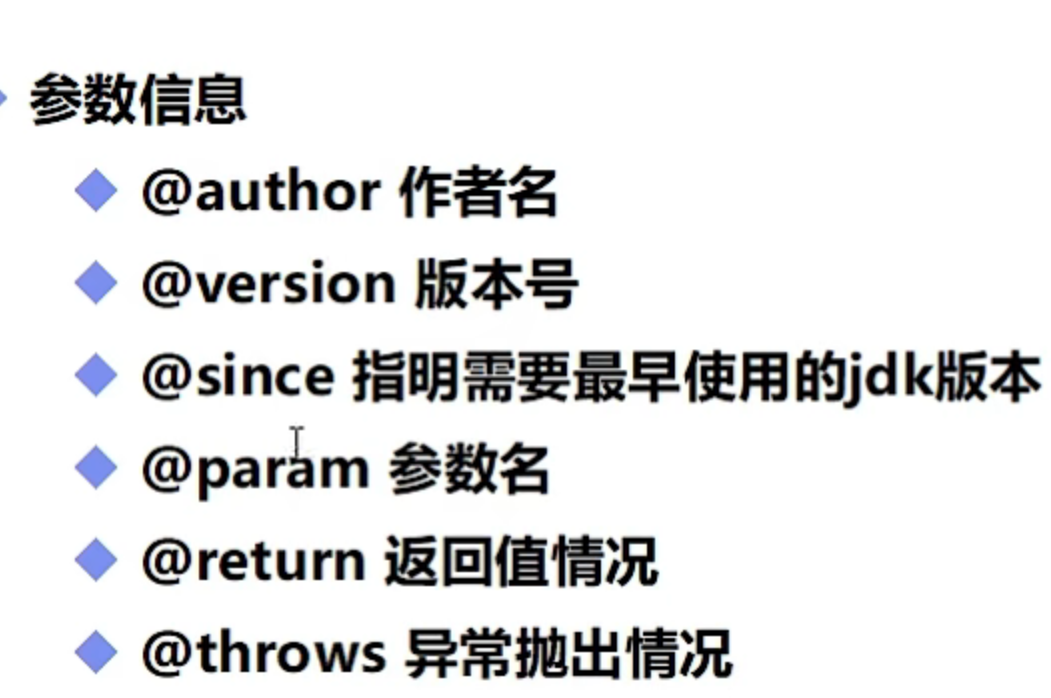 参数信息
@author 作者名
@version 版本号
@since 指明需要最早使用的jdk版本
@param 参数名
@return 返回值情况
@throws 异常抛出情况